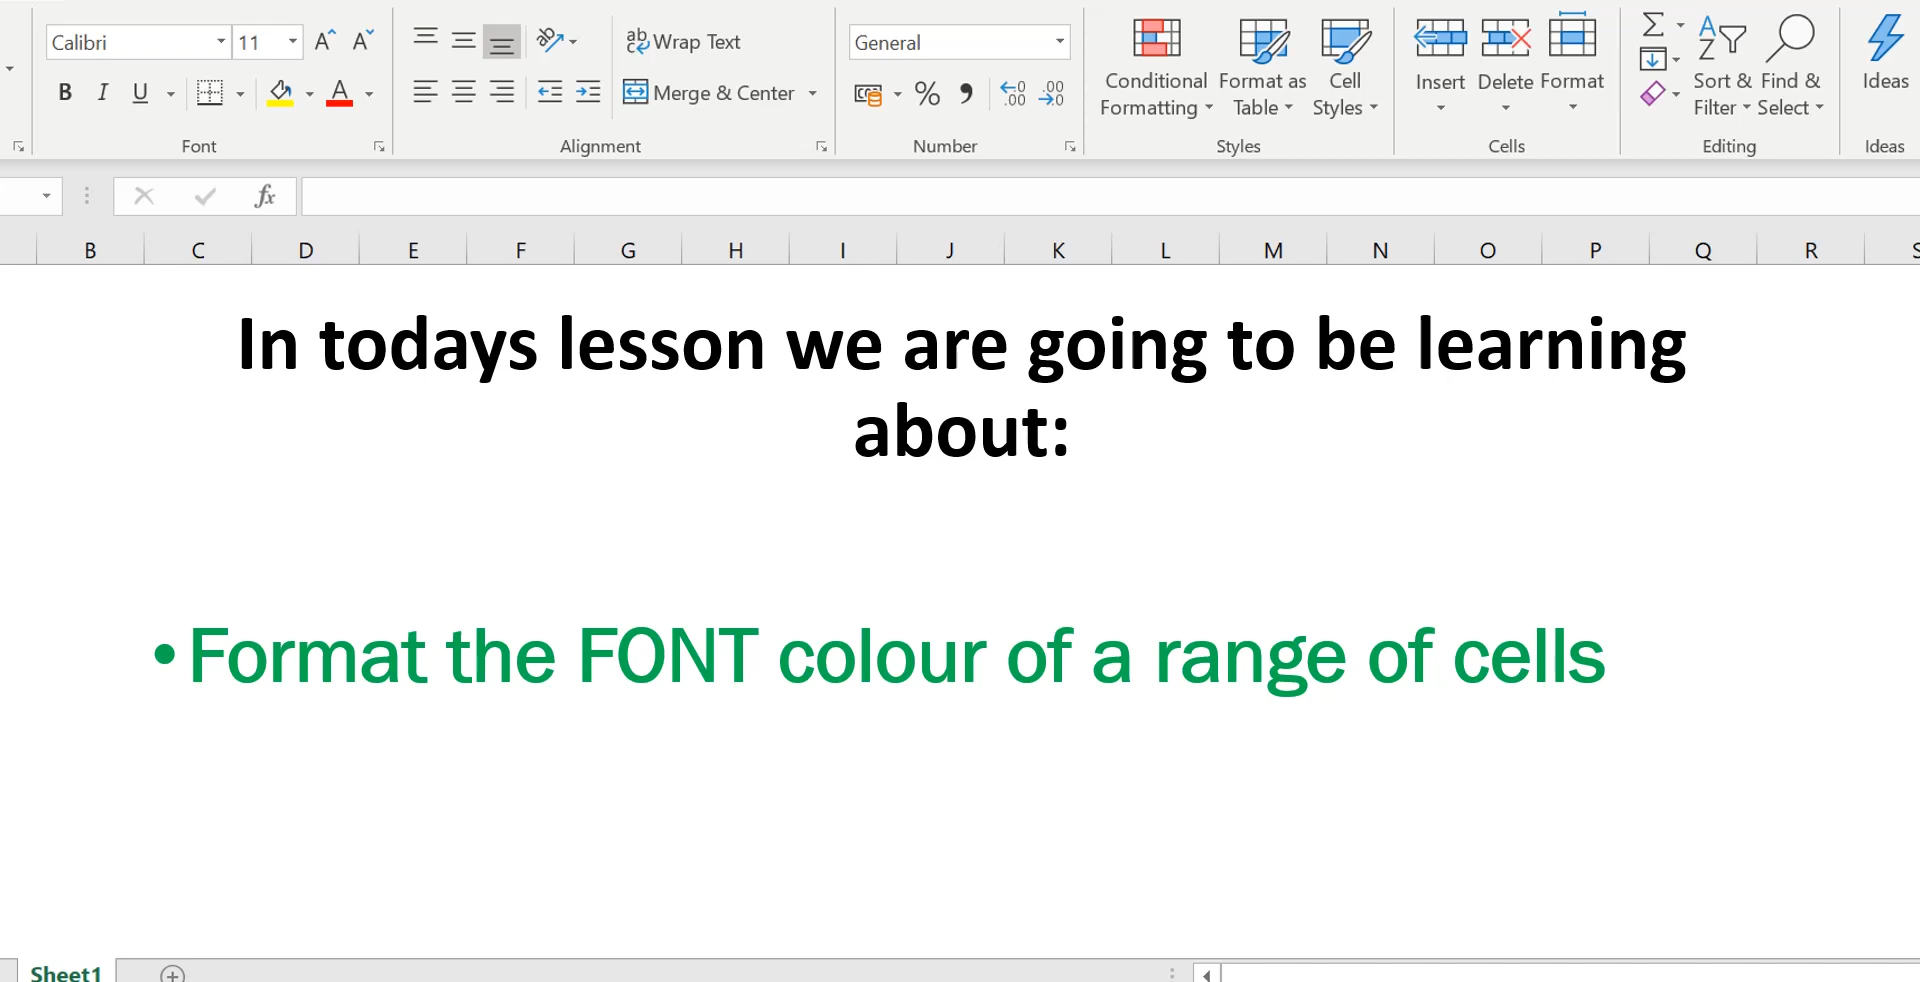 Calibri 11 Wrap Text General
Merge & Center
Conditional Formatting
Format as Table
Cell Styles
Insert Delete Format
Sort & Filter
Find & Select
Ideas
Font Alignment Number Styles Cells Editing Ideas
fx
B C D E F G H I J K L M N O P Q R S
In todays lesson we are going to be learning
about:
•Format the FONT colour of a range of cells
Sheet1